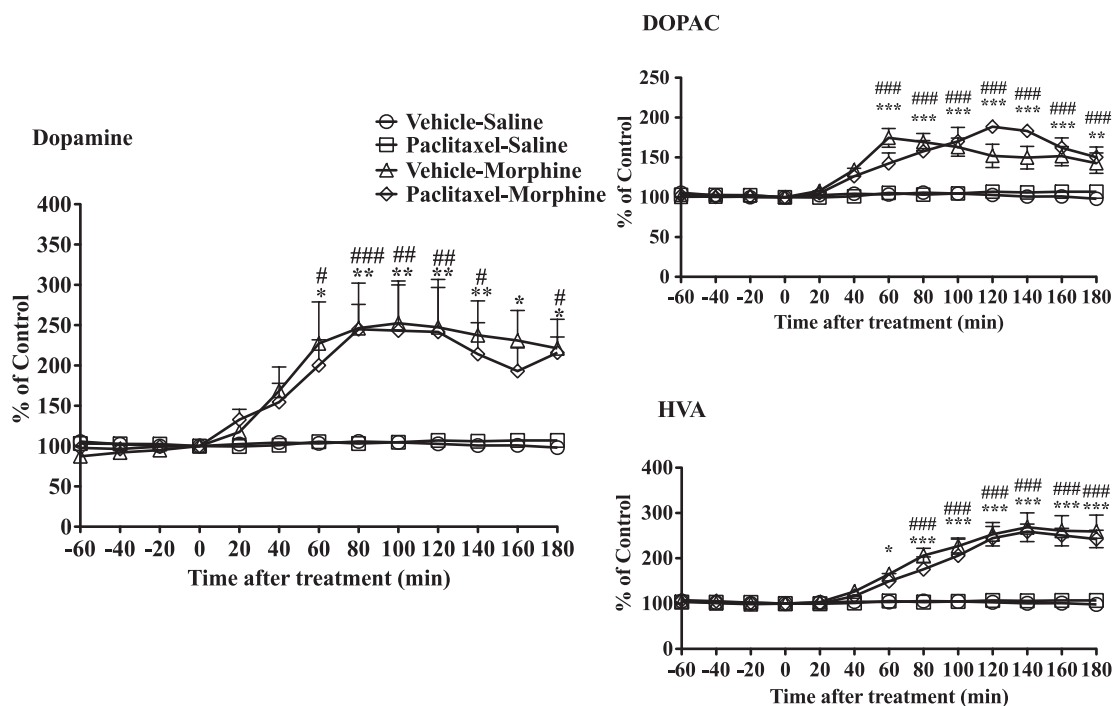 Dopamine
Vehicle-Saline
Paclitaxel-Saline
Vehicle-Morphine
Paclitaxel-Morphine
% of Control
400
350
300
250
200
150
100
50
0
# ### ## ## # #
* ** ** ** ** * *
-60 -40 -20 0 20 40 60 80 100 120 140 160 180
Time after treatment (min)
DOPAC
% of Control
250
200
150
100
50
0
### ### ### ### ### ### ###
*** *** *** *** *** *** **
-60 -40 -20 0 20 40 60 80 100 120 140 160 180
Time after treatment (min)
HVA
% of Control
400
300
200
100
0
### ### ### ### ### ###
* *** *** *** *** *** ***
-60 -40 -20 0 20 40 60 80 100 120 140 160 180
Time after treatment (min)